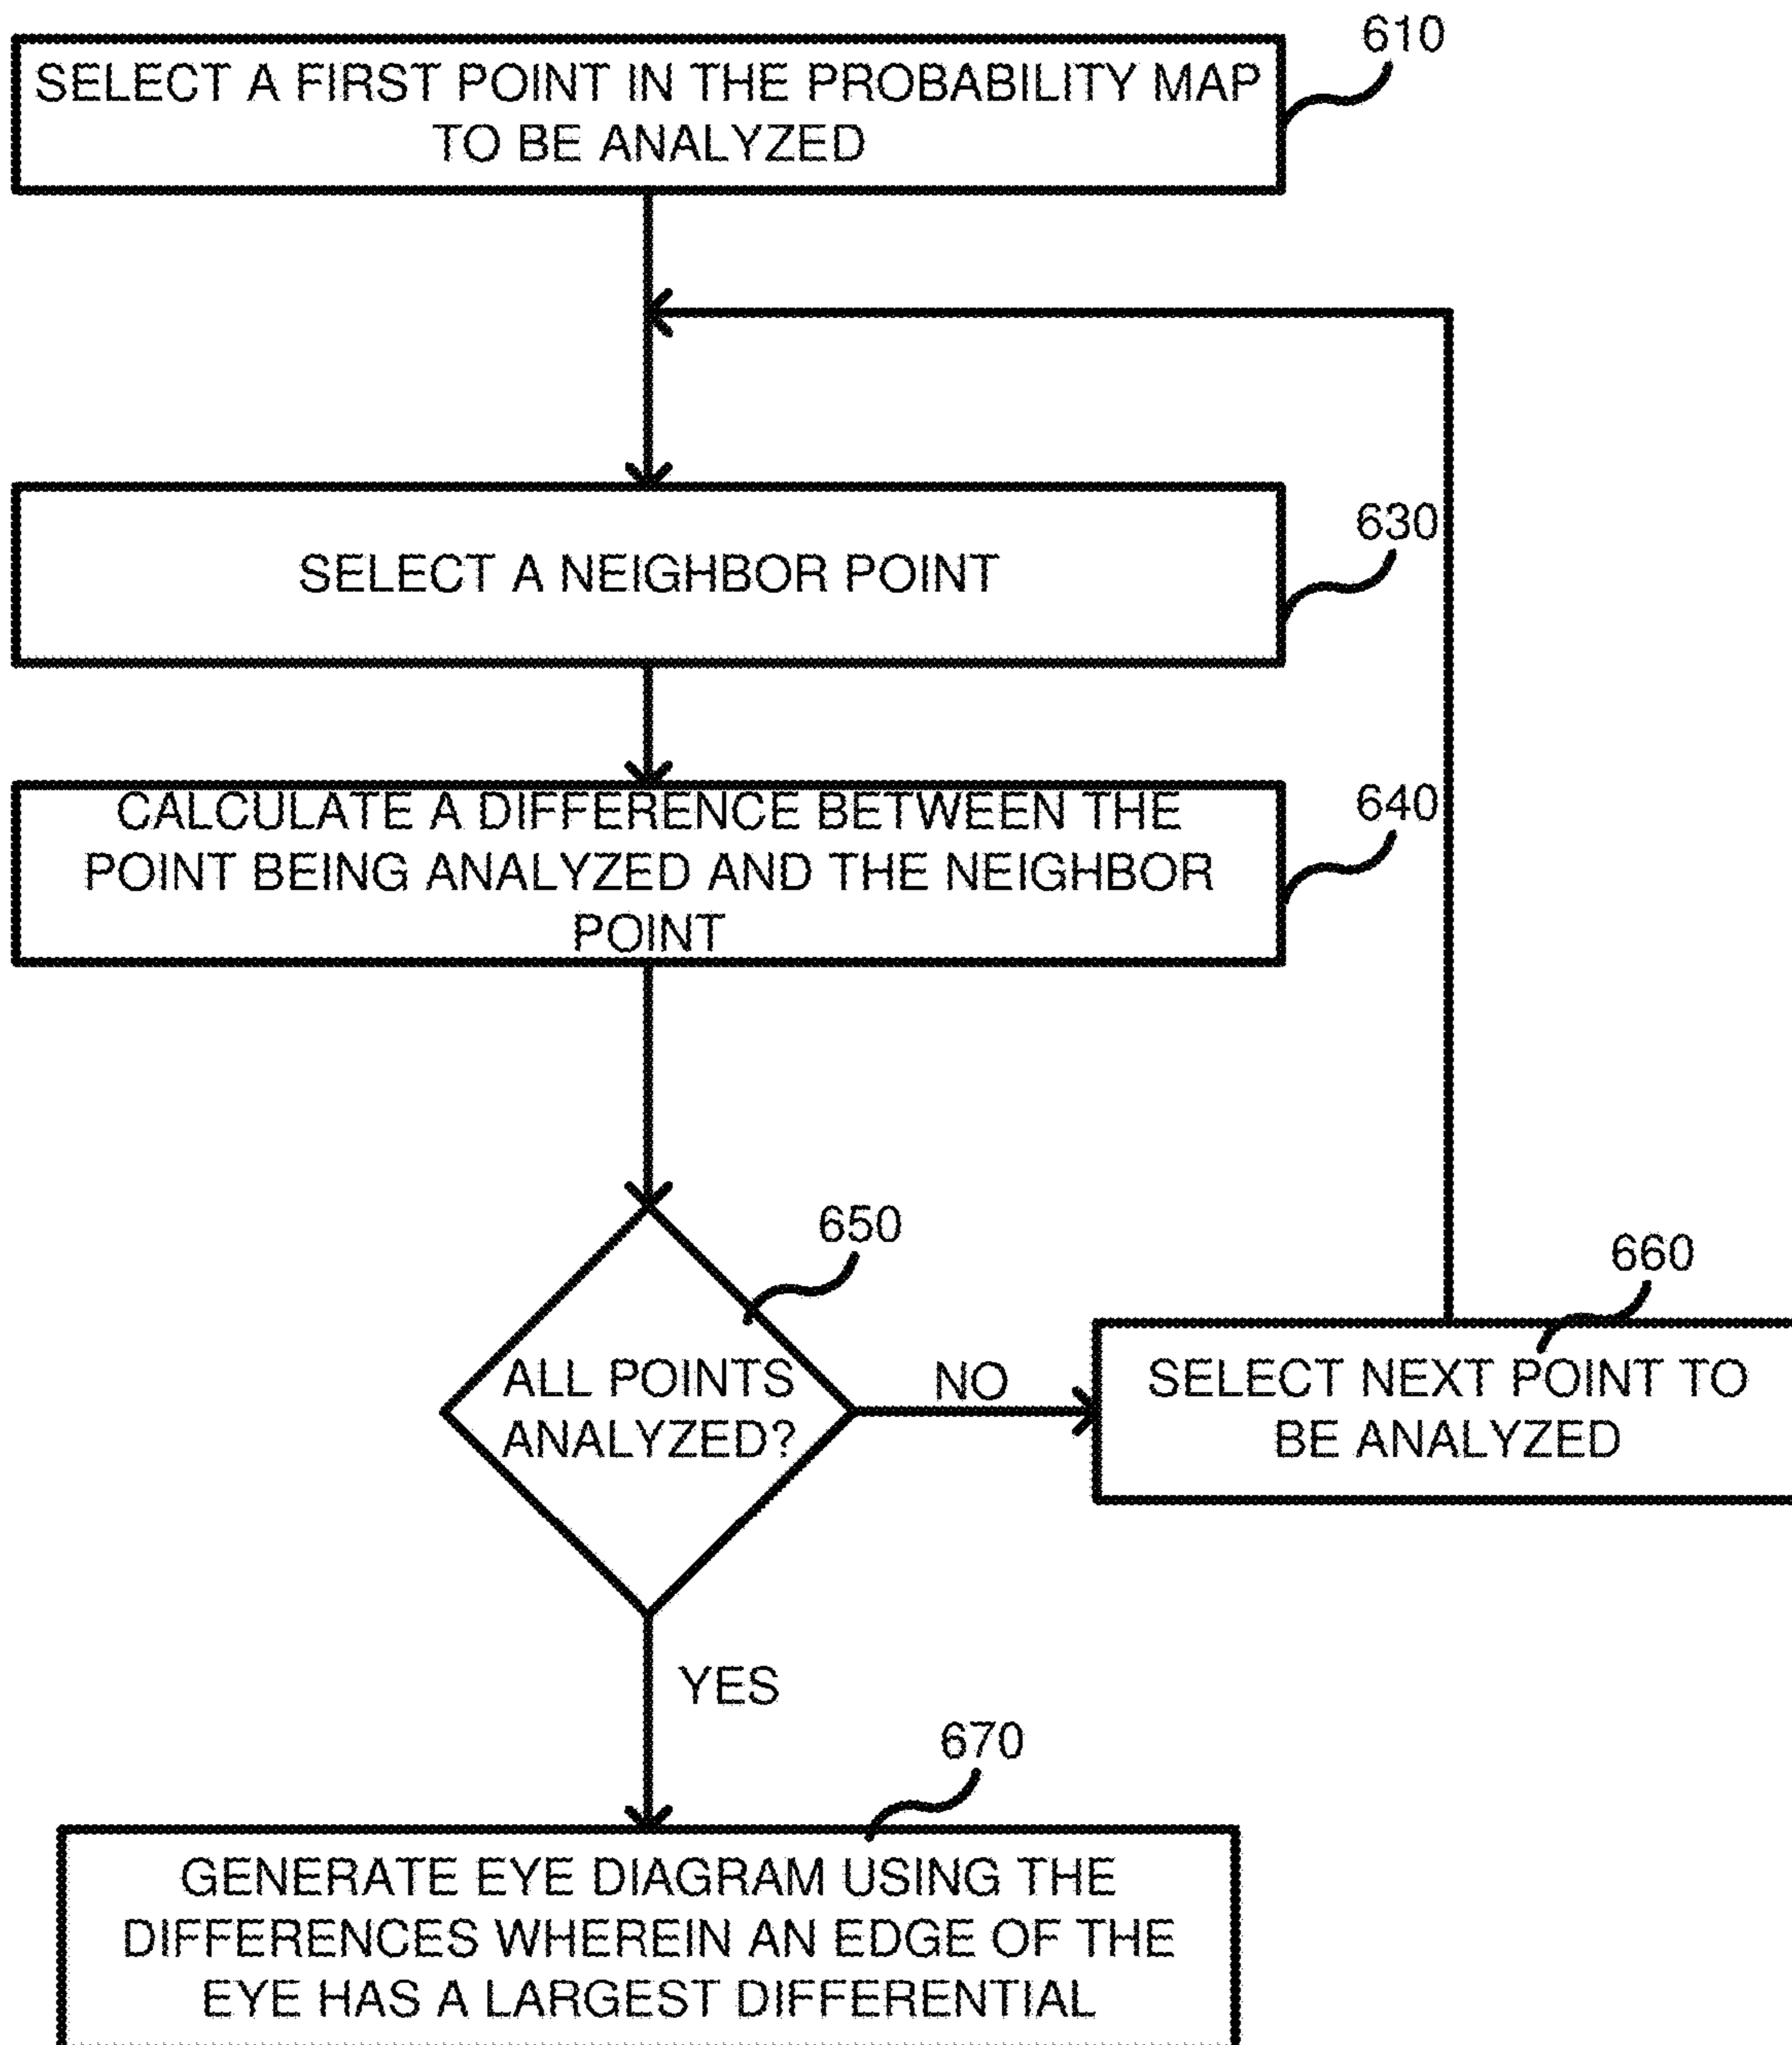 610
SELECT A FIRST POINT IN THE PROBABILITY MAP
TO BE ANALYZED
630
SELECT A NEIGHBOR POINT
640
CALCULATE A DIFFERENCE BETWEEN THE
POINT BEING ANALYZED AND THE NEIGHBOR
POINT
650
ALL POINTS
ANALYZED?
NO
660
SELECT NEXT POINT TO
BE ANALYZED
YES
670
GENERATE EYE DIAGRAM USING THE
DIFFERENCES WHEREIN AN EDGE OF THE
EYE HAS A LARGEST DIFFERENTIAL